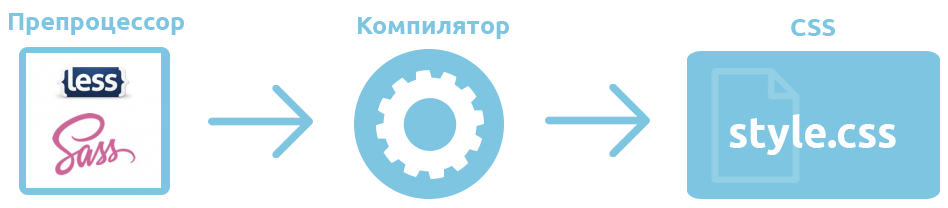 Препроцессор
Компилятор
CSS
less
Sass
style.css